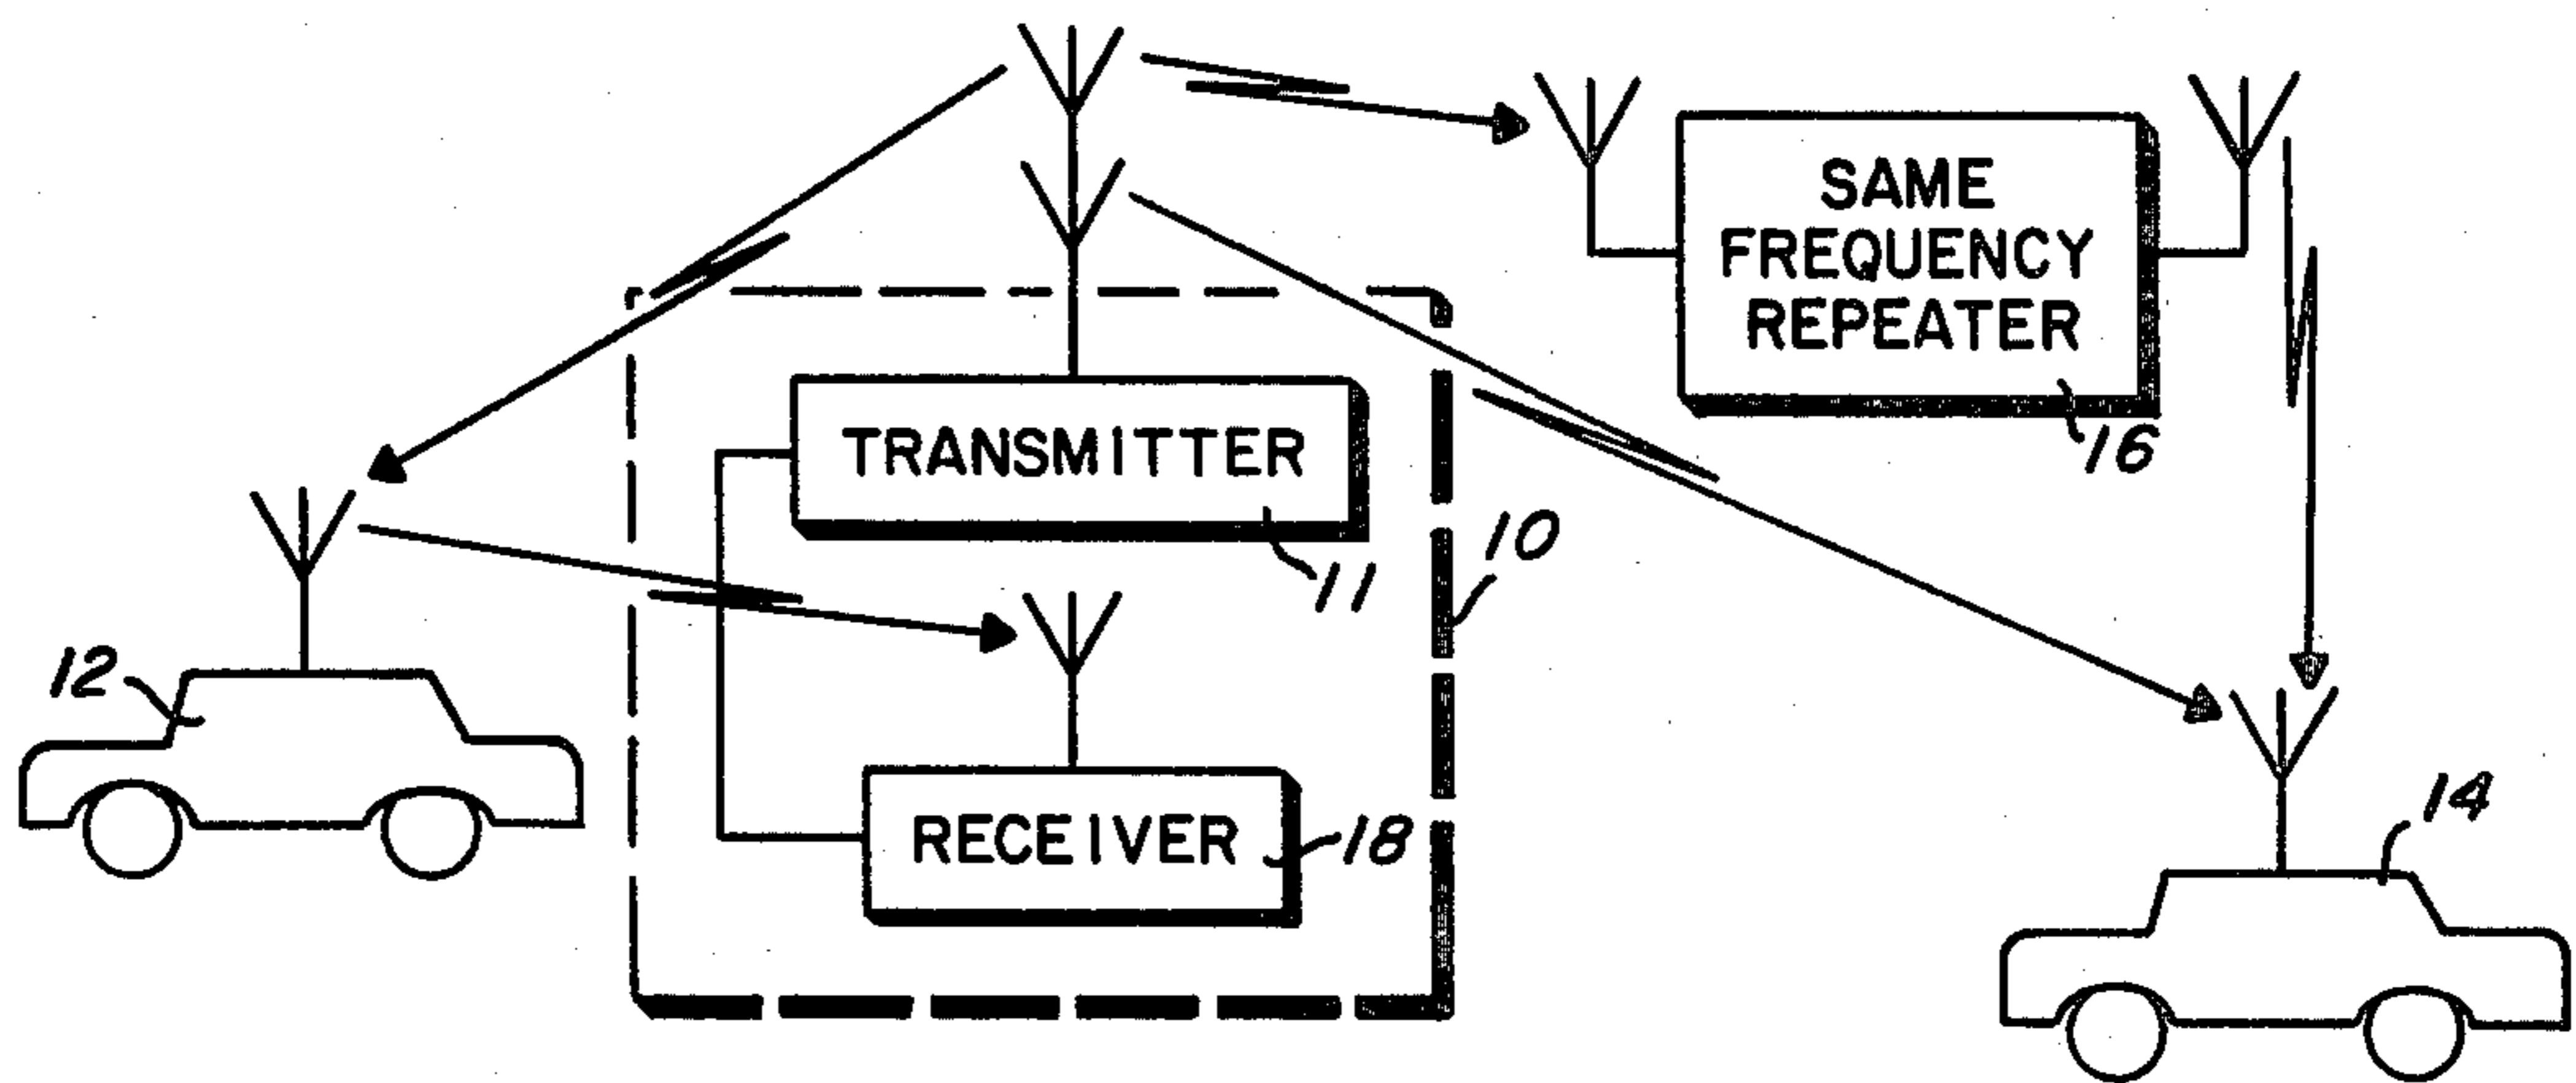 SAME
FREQUENCY
REPEATER
16
TRANSMITTER
11
10
12
RECEIVER
18
14